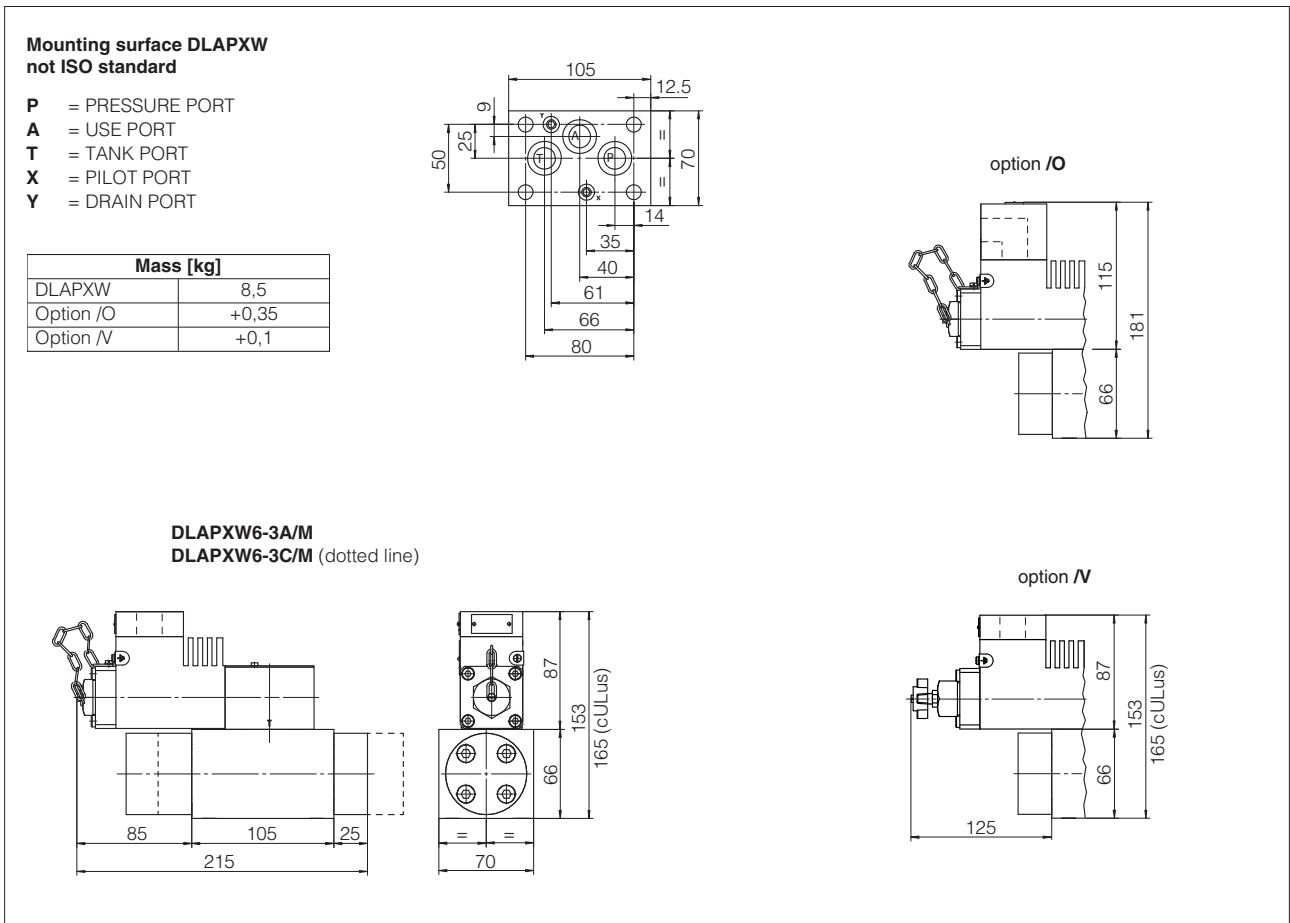 Mounting surface DLAPXW
not ISO standard
P = PRESSURE PORT
A = USE PORT
T = TANK PORT
X = PILOT PORT
Y = DRAIN PORT
Mass [kg]
DLAPXW 8,5
Option /O +0,35
Option /V +0,1
105
12.5
9
25
50
Y
A
T
P
X
=
=
70
14
35
40
61
66
80
option /O
115
66
181
DLAPXW6-3A/M
DLAPXW6-3C/M (dotted line)
85
105
25
215
87
66
153
165 (cULus)
= =
70
option /V
87
66
153
165 (cULus)
125